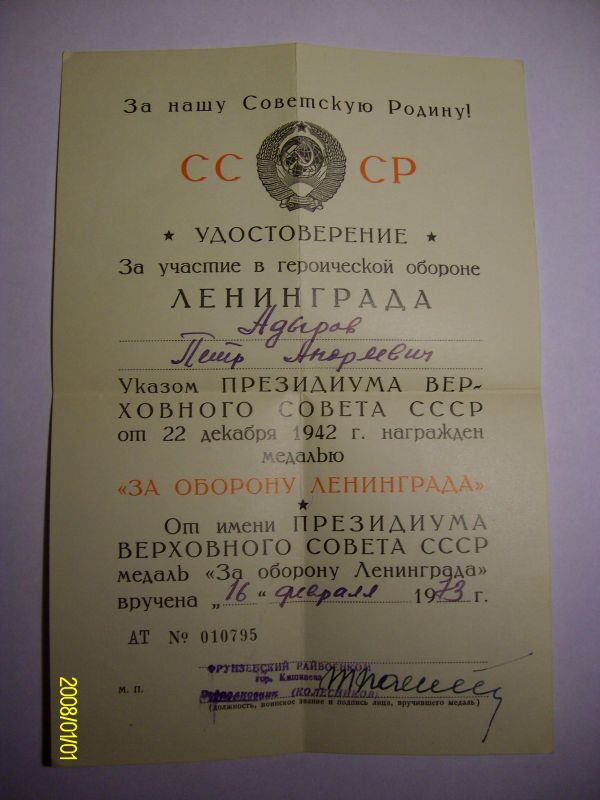 За нашу Советскую Родину!
СС СР
★ УДОСТОВЕРЕНИЕ ★
За участие в героической обороне
ЛЕНИНГРАДА
Адыров
Петр Андреевич
Указом ПРЕЗИДИУМА ВЕР-
ХОВНОГО СОВЕТА СССР
от 22 декабря 1942 г. награжден
медалью
«ЗА ОБОРОНУ ЛЕНИНГРАДА»
★
От имени ПРЕЗИДИУМА
ВЕРХОВНОГО СОВЕТА СССР
медаль «За оборону Ленинграда»
вручена „16“ февраля 1973 г.
АТ № 010795
ФРУНЗЕНСКИЙ РАЙВОЕНКОМ
гор. Кишинева
(КОЛЕСНИКОВ)
М. П.
(должность, воинское звание и подпись лица, вручившего медаль)
2008/01/01